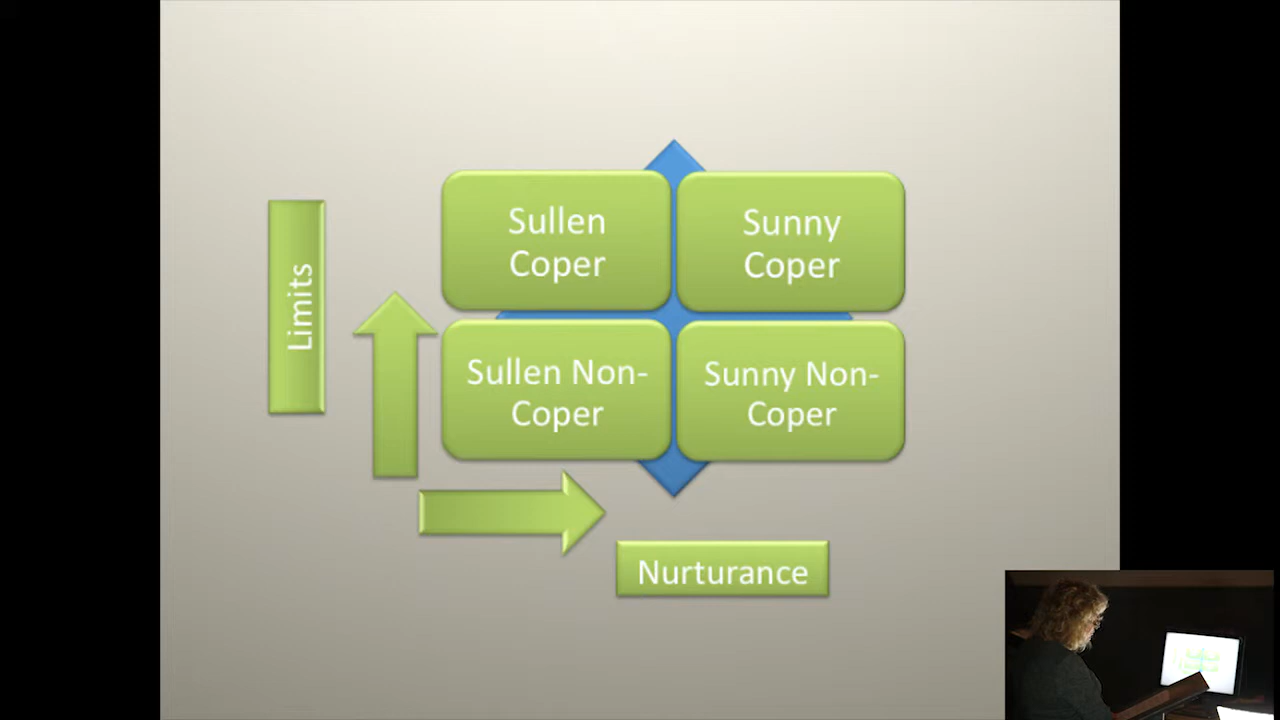 Sullen
Coper
Sunny
Coper
Limits
Sullen Non-
Coper
Sunny Non-
Coper
Nurturance